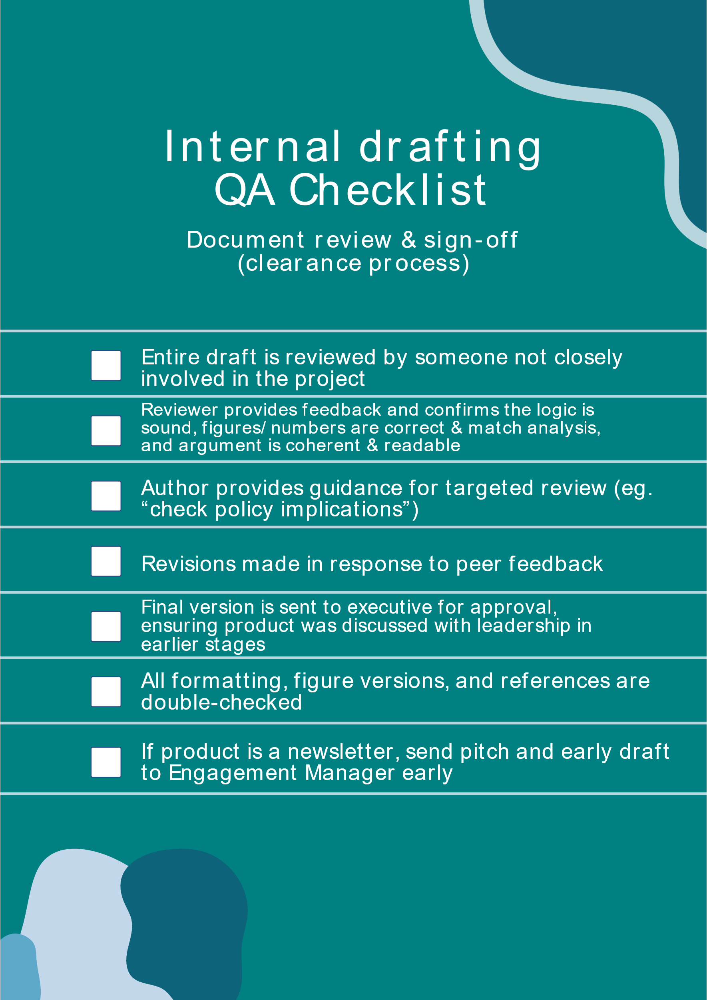 Internal drafting
QA Checklist
Document review & sign-off
(clearance process)
Entire draft is reviewed by someone not closely
involved in the project
Reviewer provides feedback and confirms the logic is
sound, figures/ numbers are correct & match analysis,
and argument is coherent & readable
Author provides guidance for targeted review (eg.
“check policy implications”)
Revisions made in response to peer feedback
Final version is sent to executive for approval,
ensuring product was discussed with leadership in
earlier stages
All formatting, figure versions, and references are
double-checked
If product is a newsletter, send pitch and early draft
to Engagement Manager early